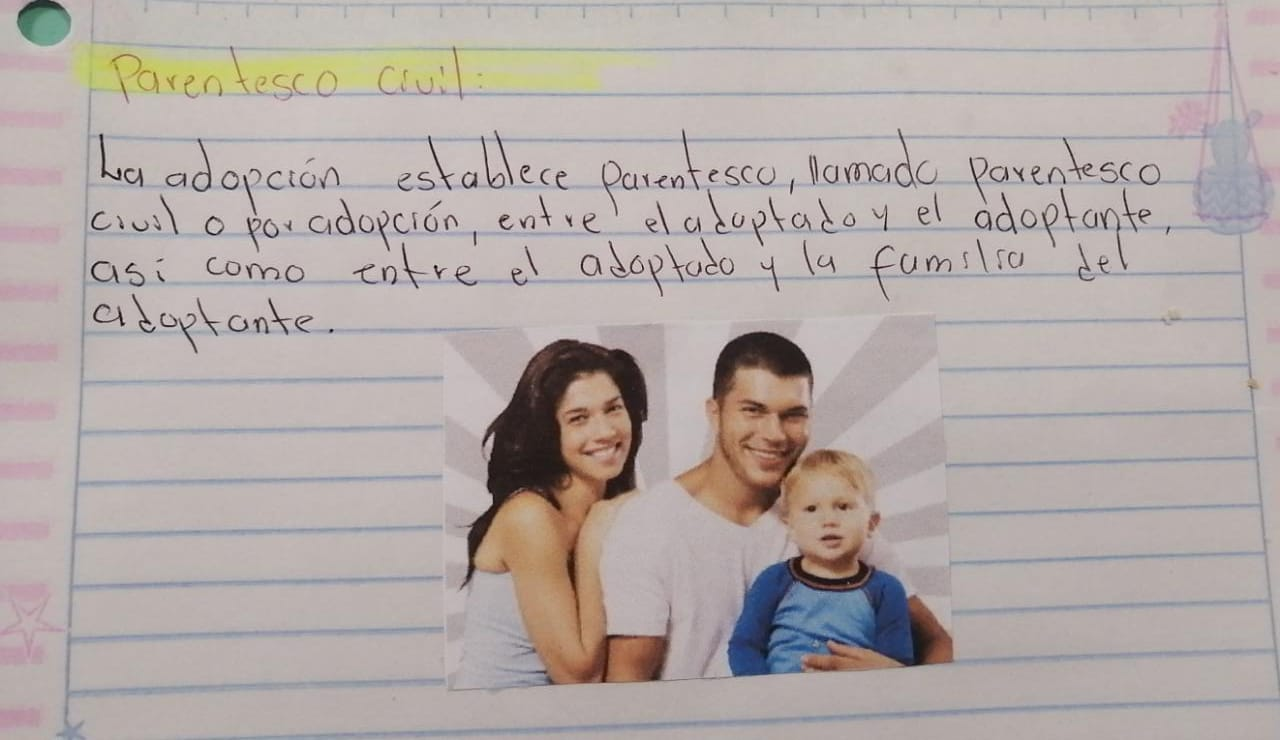 Parentesco civil:
La adopción establece parentesco, llamado parentesco
civil o por adopción, entre el adoptado y el adoptante,
así como entre el adoptado y la familia del
adoptante.